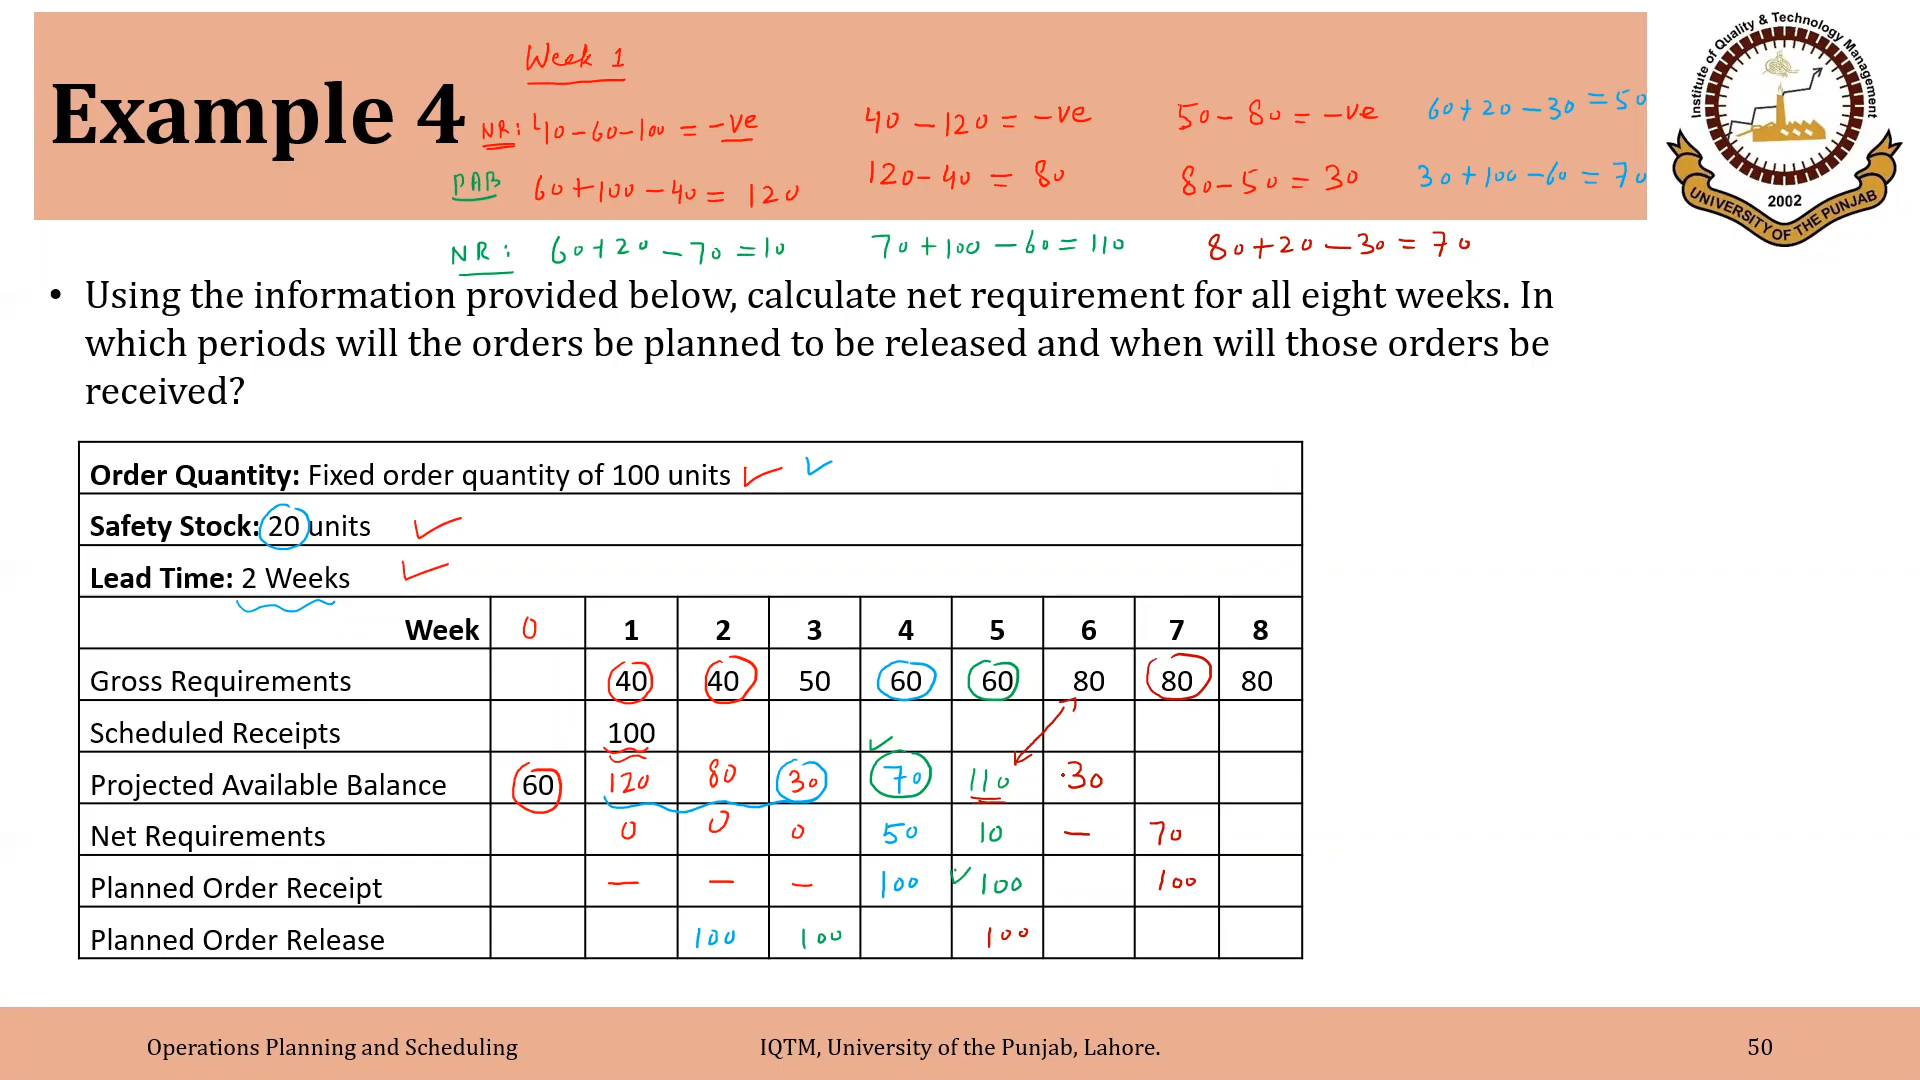 Week 1
Example 4
NR: 40-60-100 = -ve 40-120 = -ve 50-80 = -ve 60+20-30 = 50
PAB 60+100-40 = 120 120-40 = 80 80-50 = 30 30+100-60 = 70
NR: 60+20-70 = 10 70+100-60 = 110 80+20-30 = 70
Institute of Quality & Technology Management
2002
UNIVERSITY OF THE PUNJAB
• Using the information provided below, calculate net requirement for all eight weeks. In
which periods will the orders be planned to be released and when will those orders be
received?
Order Quantity: Fixed order quantity of 100 units
Safety Stock: 20 units
Lead Time: 2 Weeks
Week 0 1 2 3 4 5 6 7 8
Gross Requirements 40 40 50 60 60 80 80 80
Scheduled Receipts 100
Projected Available Balance 60 120 80 30 70 110 30
Net Requirements 0 0 0 50 10 - 70
Planned Order Receipt - - - 100 100 100
Planned Order Release 100 100 100
Operations Planning and Scheduling IQTM, University of the Punjab, Lahore. 50